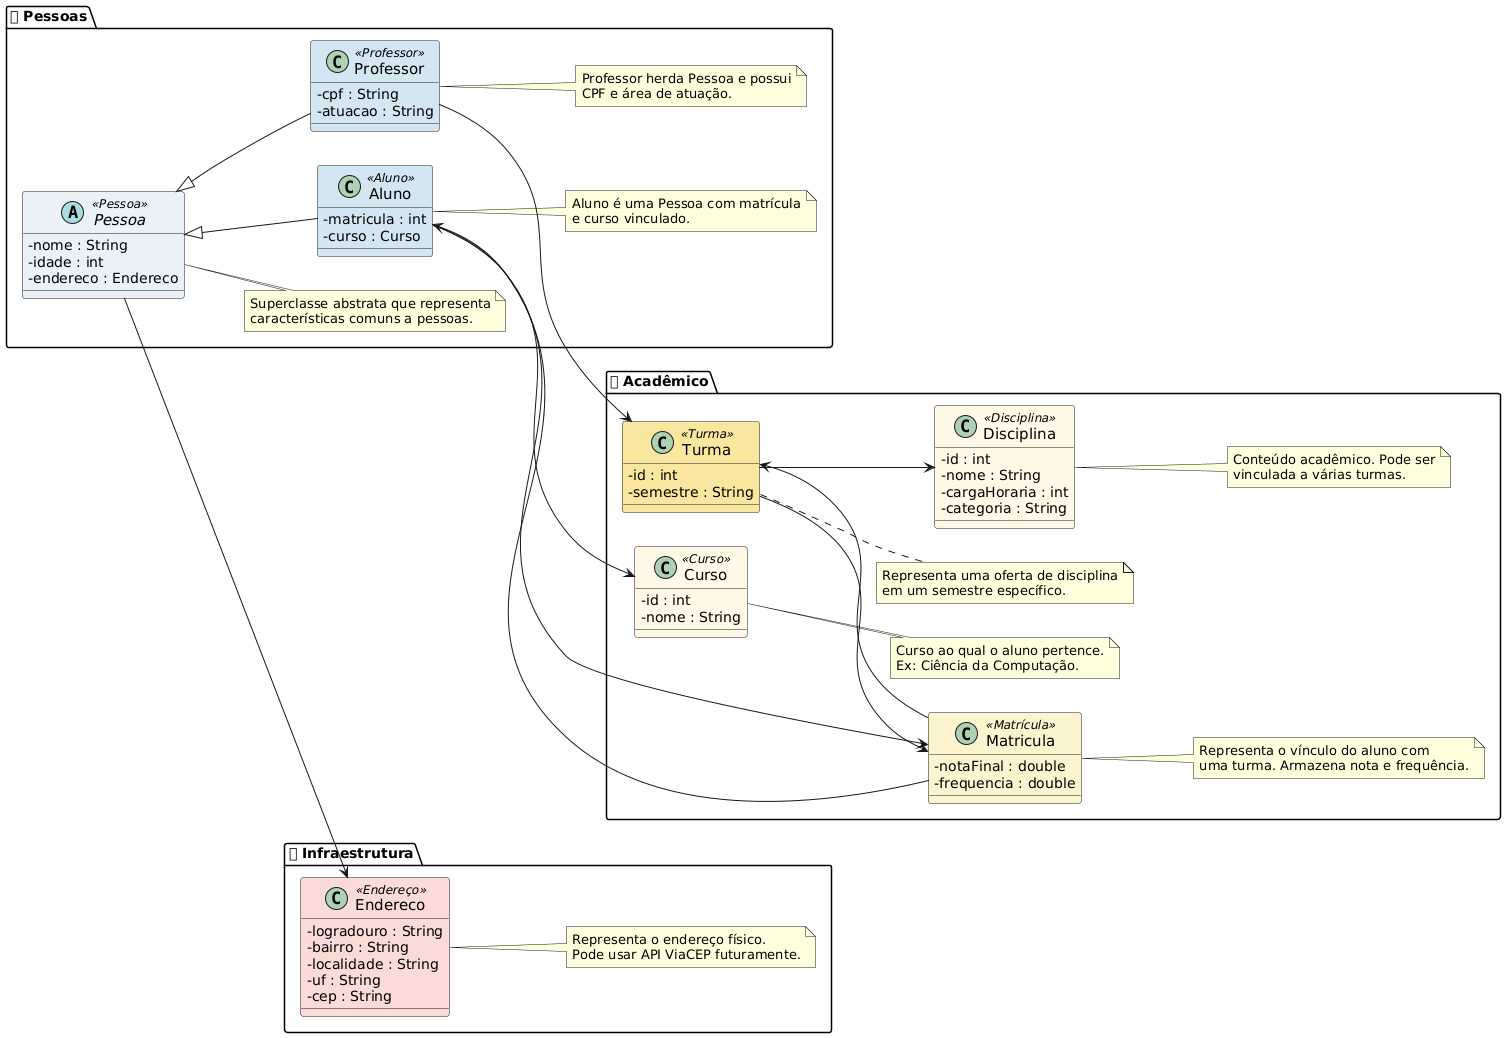 Pessoas
C
«Professor»
Professor
-cpf : String
-atuacao : String
Professor herda Pessoa e possui
CPF e área de atuação.
C
«Aluno»
Aluno
-matricula : int
-curso : Curso
Aluno é uma Pessoa com matrícula
e curso vinculado.
A
«Pessoa»
Pessoa
-nome : String
-idade : int
-endereco : Endereco
Superclasse abstrata que representa
características comuns a pessoas.
Acadêmico
C
«Turma»
Turma
-id : int
-semestre : String
C
«Disciplina»
Disciplina
-id : int
-nome : String
-cargaHoraria : int
-categoria : String
Conteúdo acadêmico. Pode ser
vinculada a várias turmas.
C
«Curso»
Curso
-id : int
-nome : String
Representa uma oferta de disciplina
em um semestre específico.
Curso ao qual o aluno pertence.
Ex: Ciência da Computação.
C
«Matrícula»
Matricula
-notaFinal : double
-frequencia : double
Representa o vínculo do aluno com
uma turma. Armazena nota e frequência.
Infraestrutura
C
«Endereço»
Endereco
-logradouro : String
-bairro : String
-localidade : String
-uf : String
-cep : String
Representa o endereço físico.
Pode usar API ViaCEP futuramente.